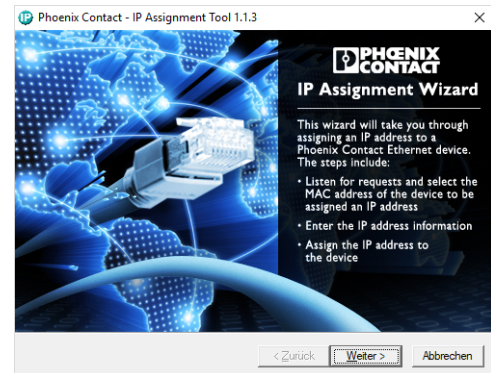 IP Phoenix Contact - IP Assignment Tool 1.1.3
PHŒNIX
CONTACT
IP Assignment Wizard
This wizard will take you through
assigning an IP address to a
Phoenix Contact Ethernet device.
The steps include:
• Listen for requests and select the
MAC address of the device to be
assigned an IP address
• Enter the IP address information
• Assign the IP address to
the device
< Zurück
Weiter >
Abbrechen